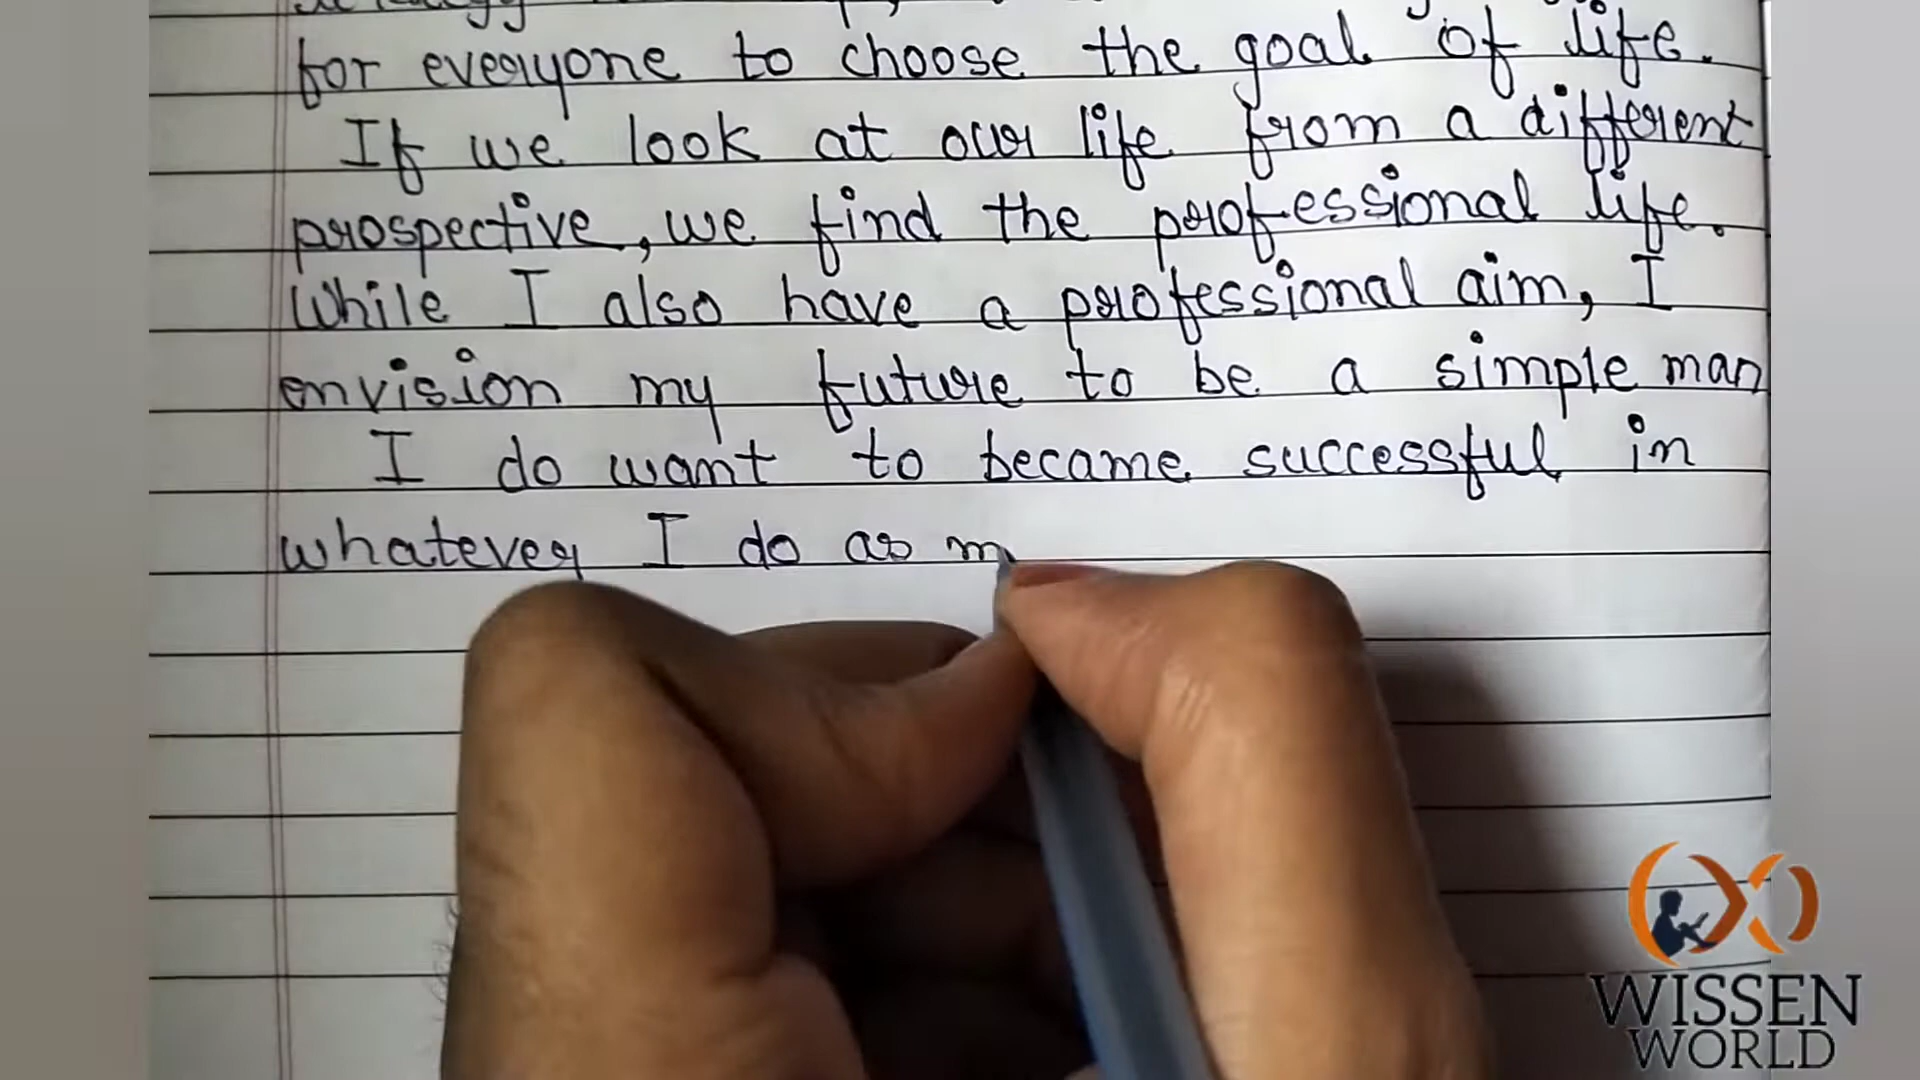 for everyone to choose the goal of life.
If we look at our life from a different
prospective, we find the professional life.
While I also have a professional aim, I
envision my future to be a simple man
I do want to became successful in
whatever I do as m
WISSEN
WORLD